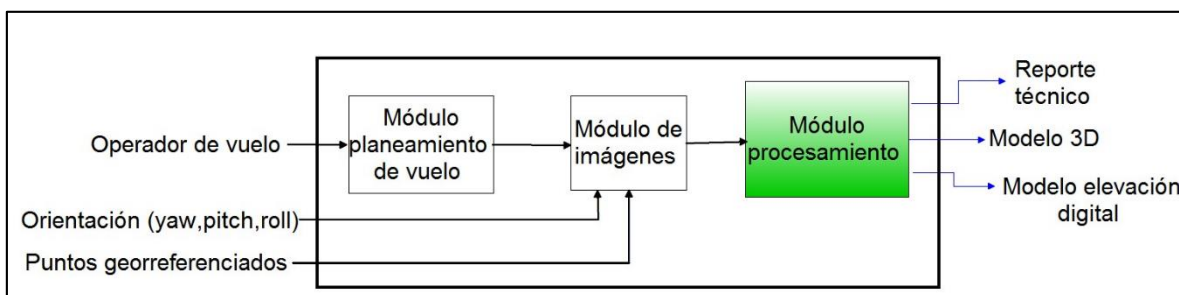 Operador de vuelo
Orientación (yaw,pitch,roll)
Puntos georreferenciados
Módulo
planeamiento
de vuelo
Módulo de
imágenes
Módulo
procesamiento
Reporte
técnico
Modelo 3D
Modelo elevación
digital